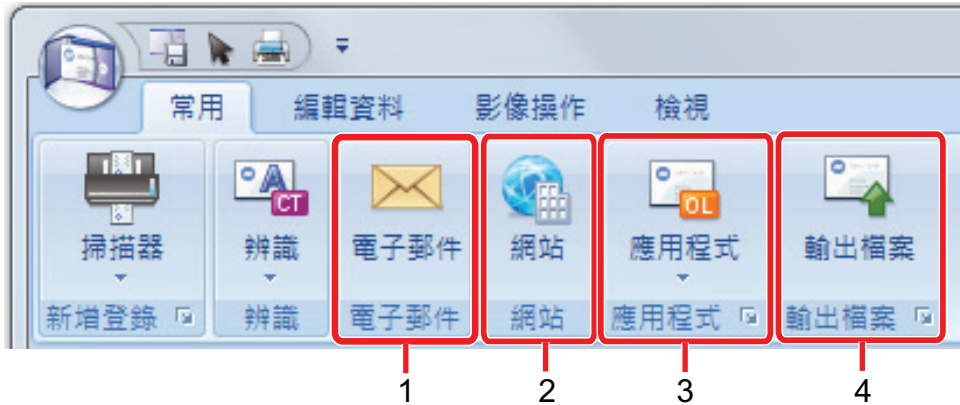 常用 編輯資料 影像操作 檢視
CT OL
掃描器 辨識 電子郵件 網站 應用程式 輸出檔案
新增登錄 辨識 電子郵件 網站 應用程式 輸出檔案
1 2 3 4